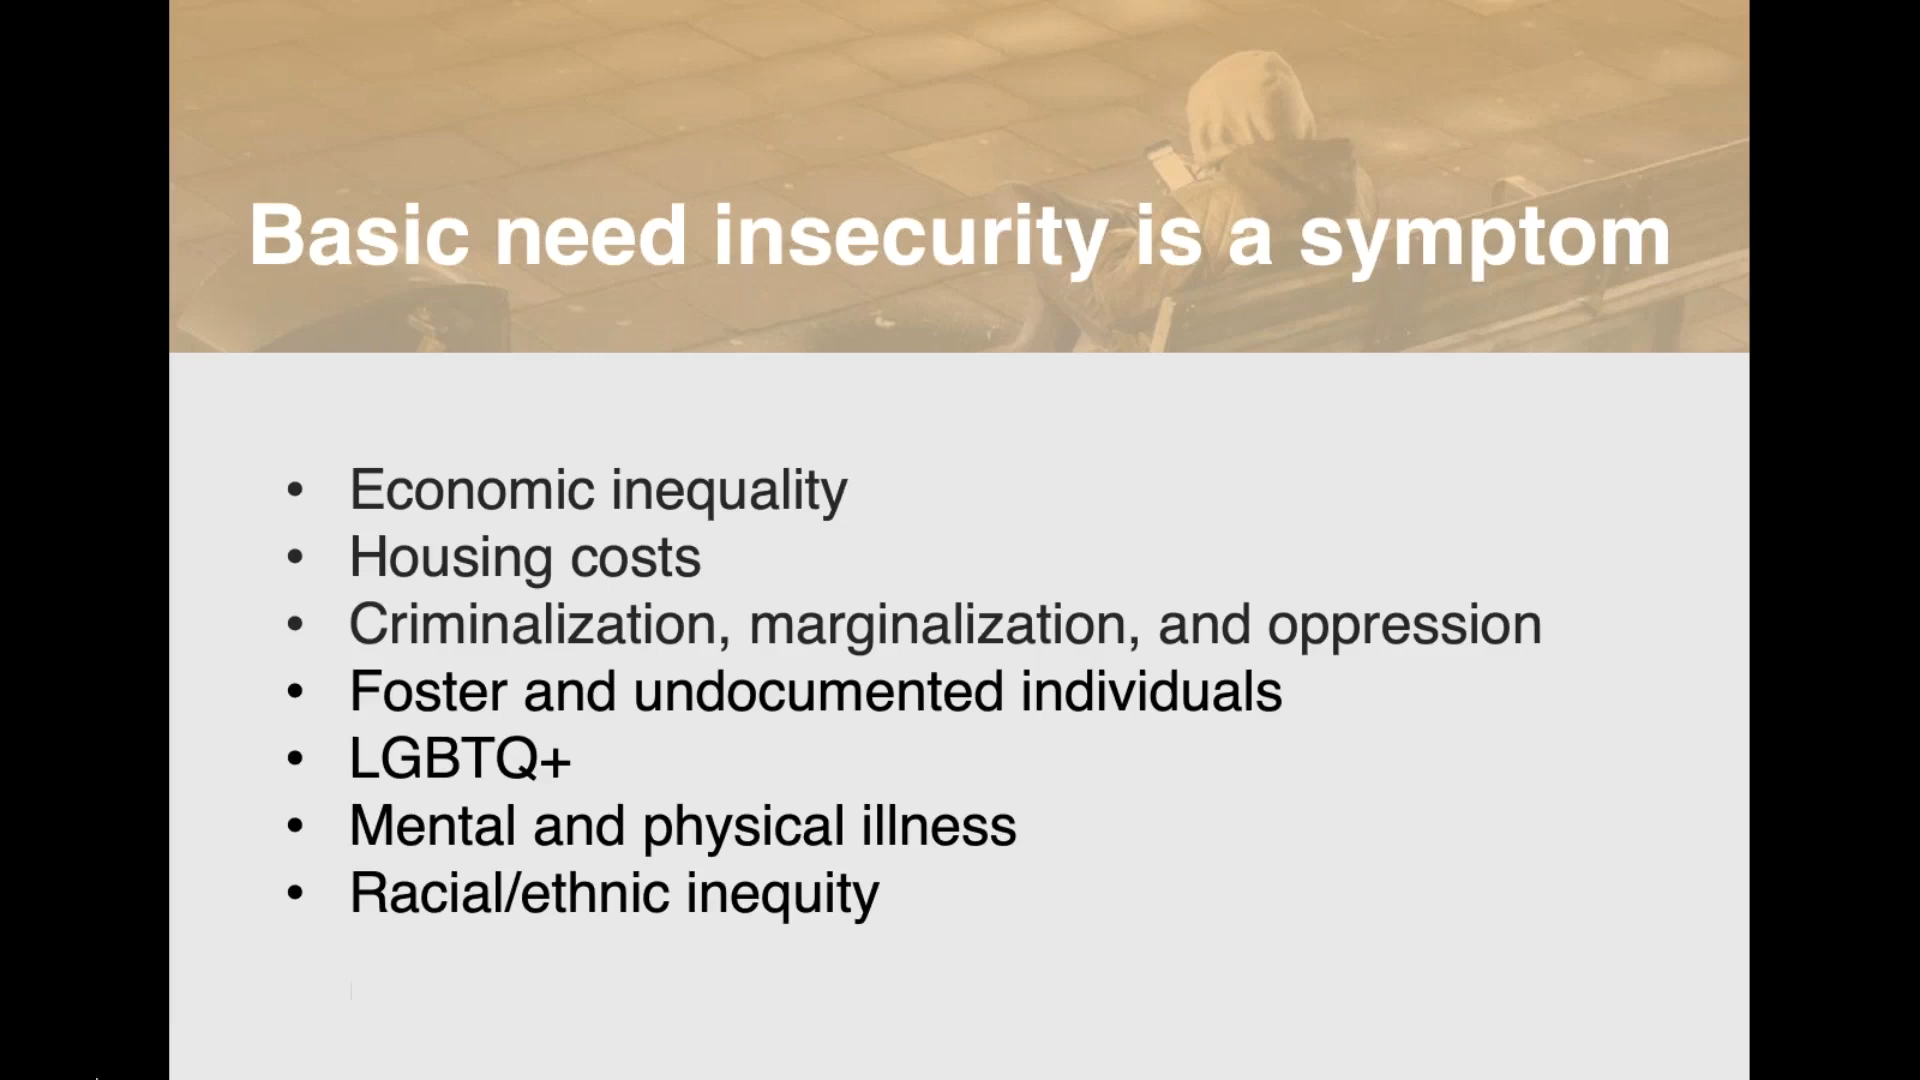 Basic need insecurity is a symptom
• Economic inequality
• Housing costs
• Criminalization, marginalization, and oppression
• Foster and undocumented individuals
• LGBTQ+
• Mental and physical illness
• Racial/ethnic inequity